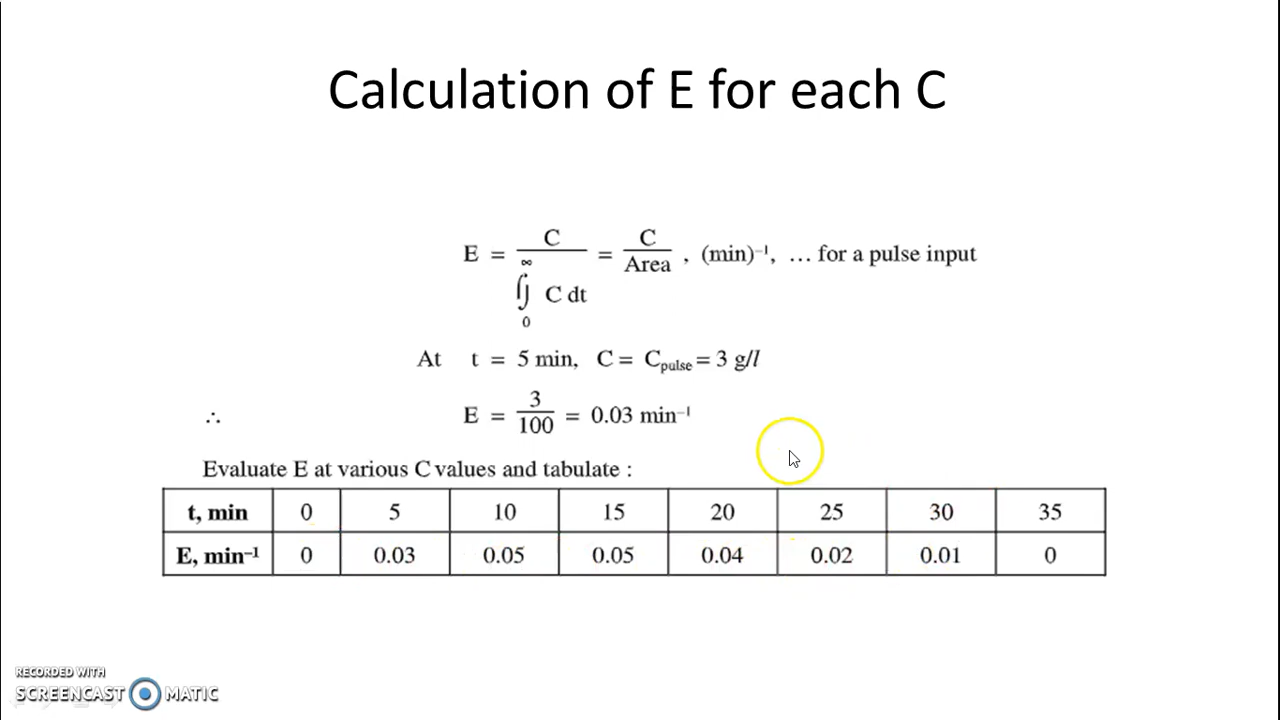 Calculation of E for each C
E = C / ∞ ∫ 0 C dt = C / Area , (min)⁻¹, … for a pulse input
At t = 5 min, C = Cpulse = 3 g/l
∴ E = 3 / 100 = 0.03 min⁻¹
Evaluate E at various C values and tabulate :
t, min 0 5 10 15 20 25 30 35
E, min⁻¹ 0 0.03 0.05 0.05 0.04 0.02 0.01 0
RECORDED WITH
SCREENCAST MATIC